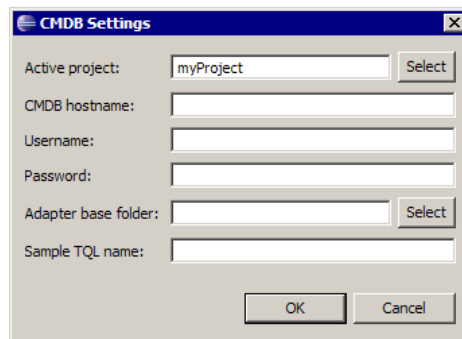 CMDB Settings
Active project: myProject Select
CMDB hostname:
Username:
Password:
Adapter base folder: Select
Sample TQL name:
OK Cancel